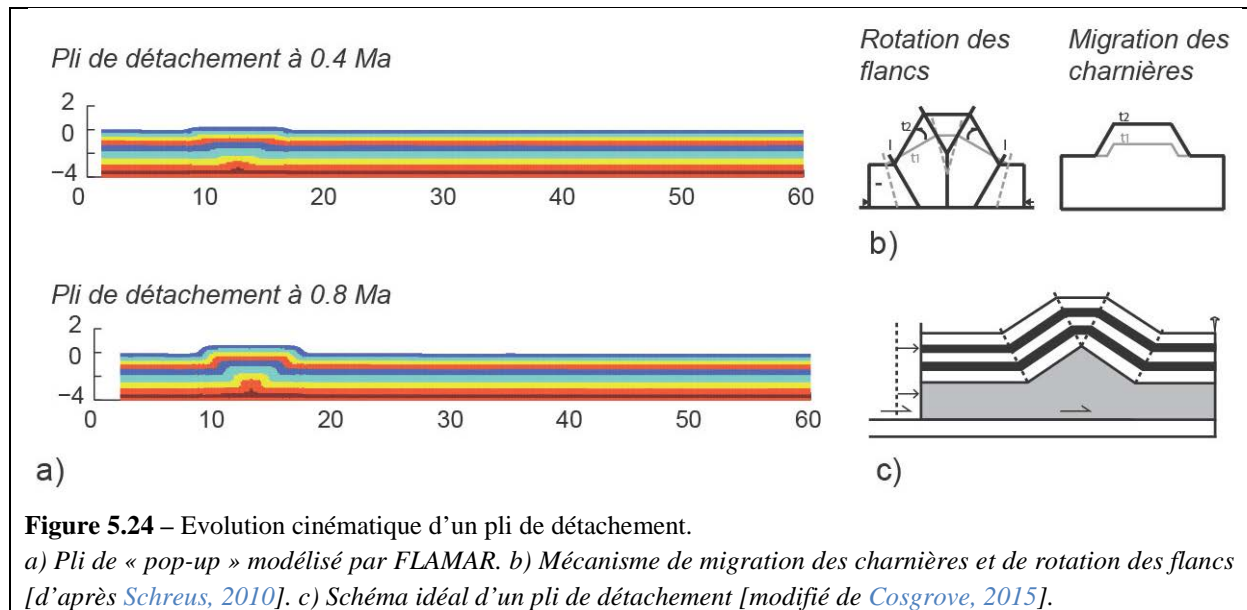 Pli de détachement à 0.4 Ma
2
0
−4
0 10 20 30 40 50 60
Rotation des
flancs
Migration des
charnières
t2
t1
t2
t1
b)
Pli de détachement à 0.8 Ma
2
0
−4
0 10 20 30 40 50 60
a)
c)
Figure 5.24 – Evolution cinématique d’un pli de détachement.
a) Pli de « pop-up » modélisé par FLAMAR. b) Mécanisme de migration des charnières et de rotation des flancs
[d’après Schreus, 2010]. c) Schéma idéal d’un pli de détachement [modifié de Cosgrove, 2015].